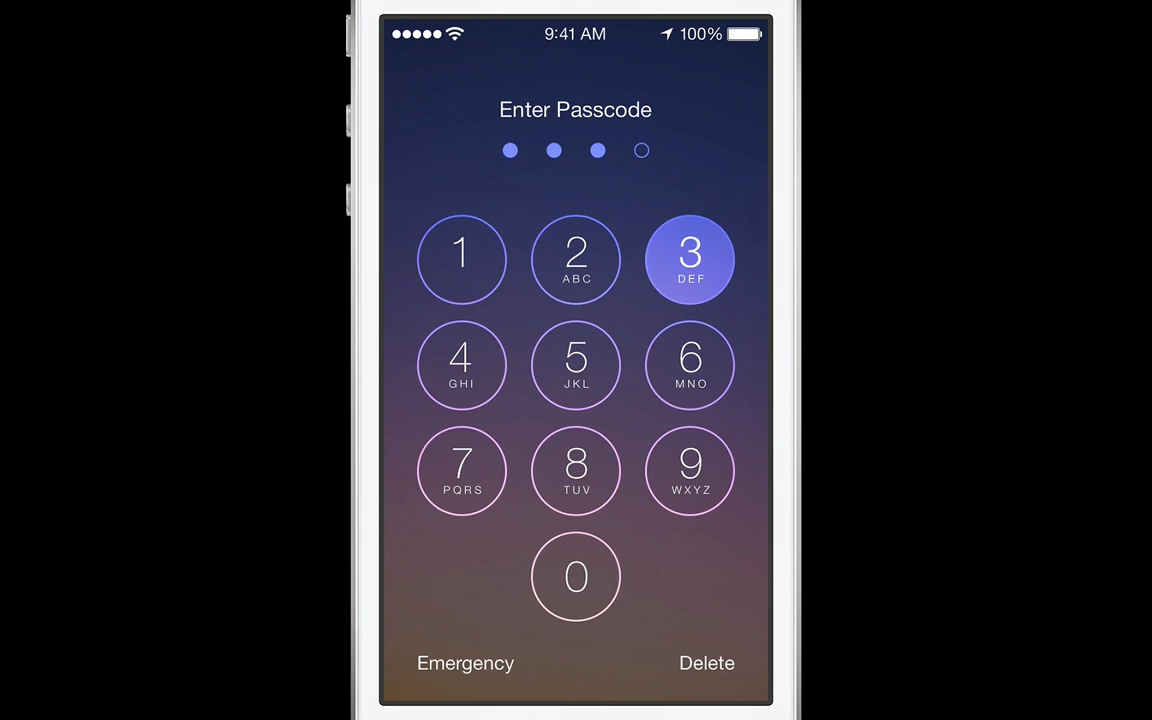 9:41 AM 100%
Enter Passcode
1 2 3
ABC DEF
4 5 6
GHI JKL MNO
7 8 9
PQRS TUV WXYZ
0
Emergency Delete